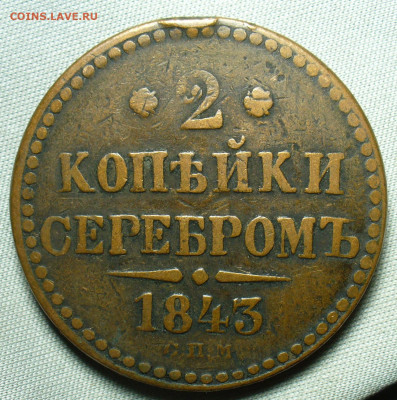 COINS.LAVE.RU
2
КОПѢЙКИ
СЕРЕБРОМЪ
1843
С.П.М.